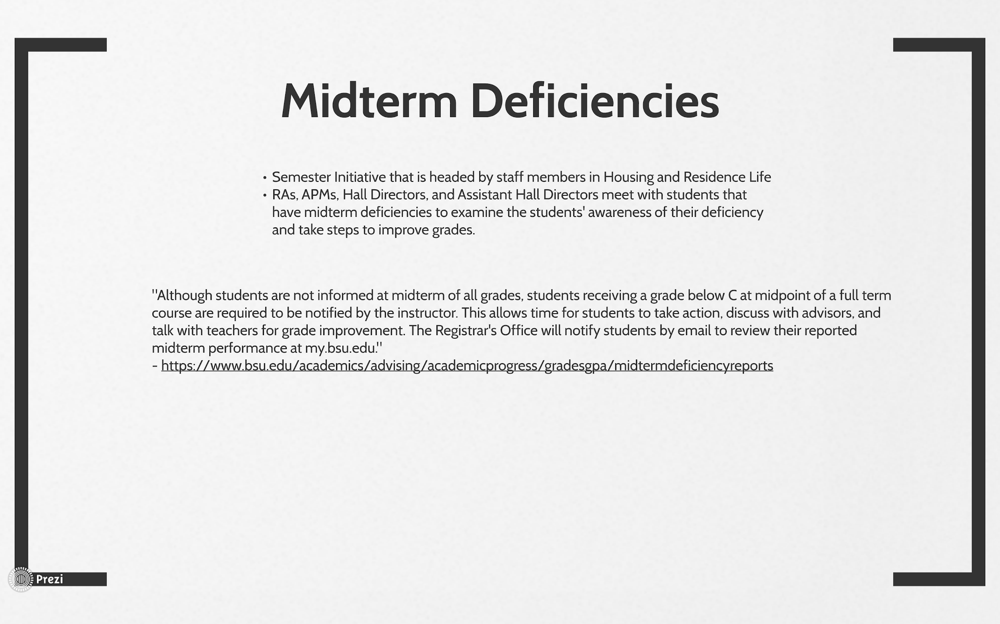 Midterm Deficiencies
• Semester Initiative that is headed by staff members in Housing and Residence Life
• RAs, APMs, Hall Directors, and Assistant Hall Directors meet with students that
have midterm deficiencies to examine the students' awareness of their deficiency
and take steps to improve grades.
"Although students are not informed at midterm of all grades, students receiving a grade below C at midpoint of a full term
course are required to be notified by the instructor. This allows time for students to take action, discuss with advisors, and
talk with teachers for grade improvement. The Registrar's Office will notify students by email to review their reported
midterm performance at my.bsu.edu."
- https://www.bsu.edu/academics/advising/academicprogress/gradesgpa/midtermdeficiencyreports
Prezi